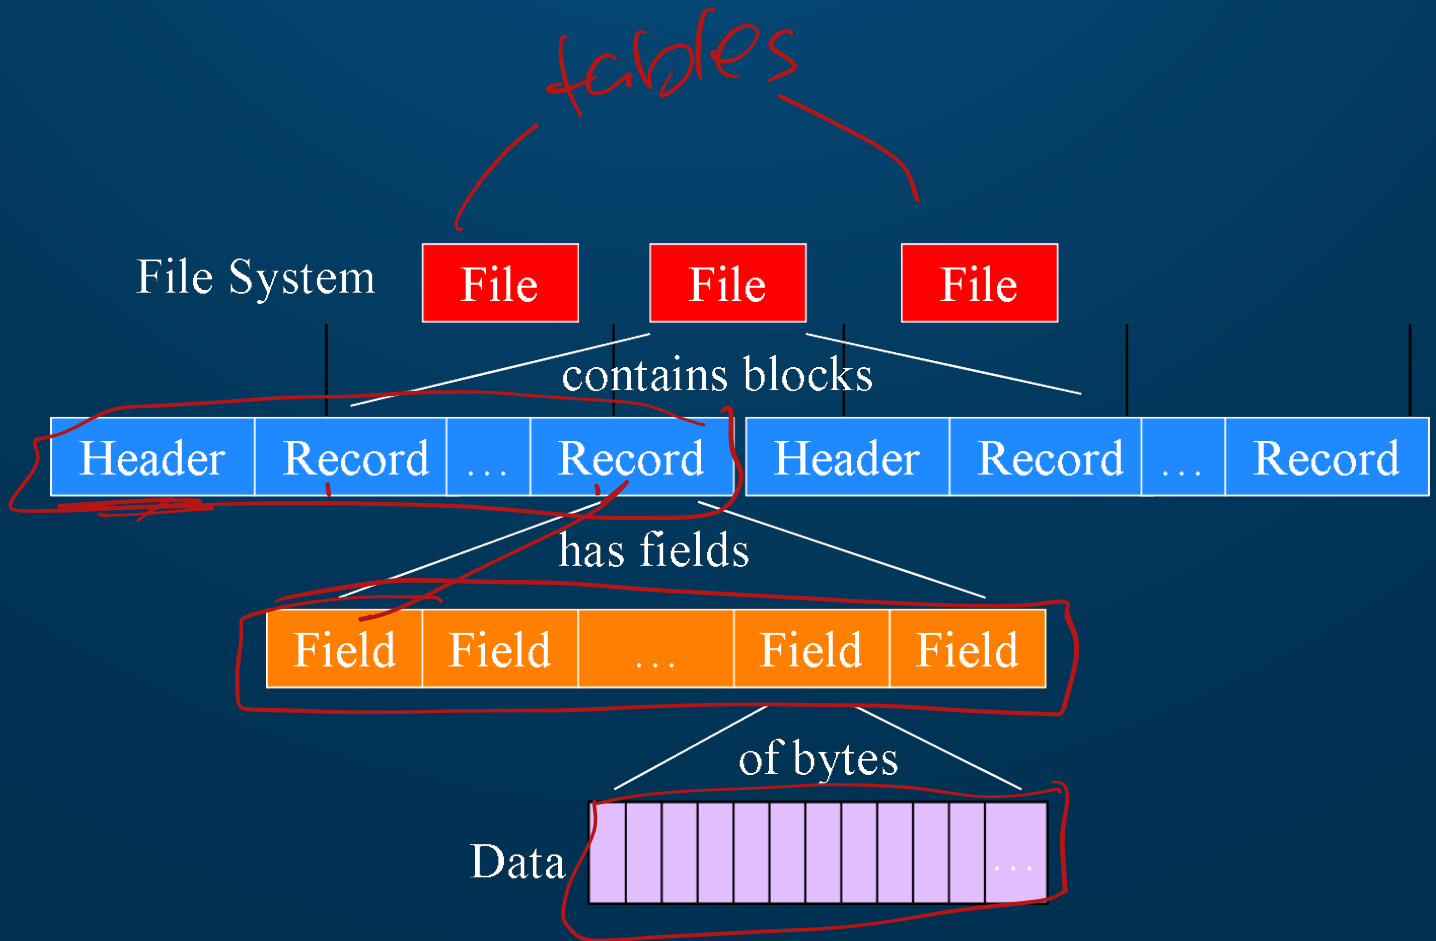 tables
File System File File File
contains blocks
Header Record ... Record Header Record ... Record
has fields
Field Field ... Field Field
of bytes
Data ...